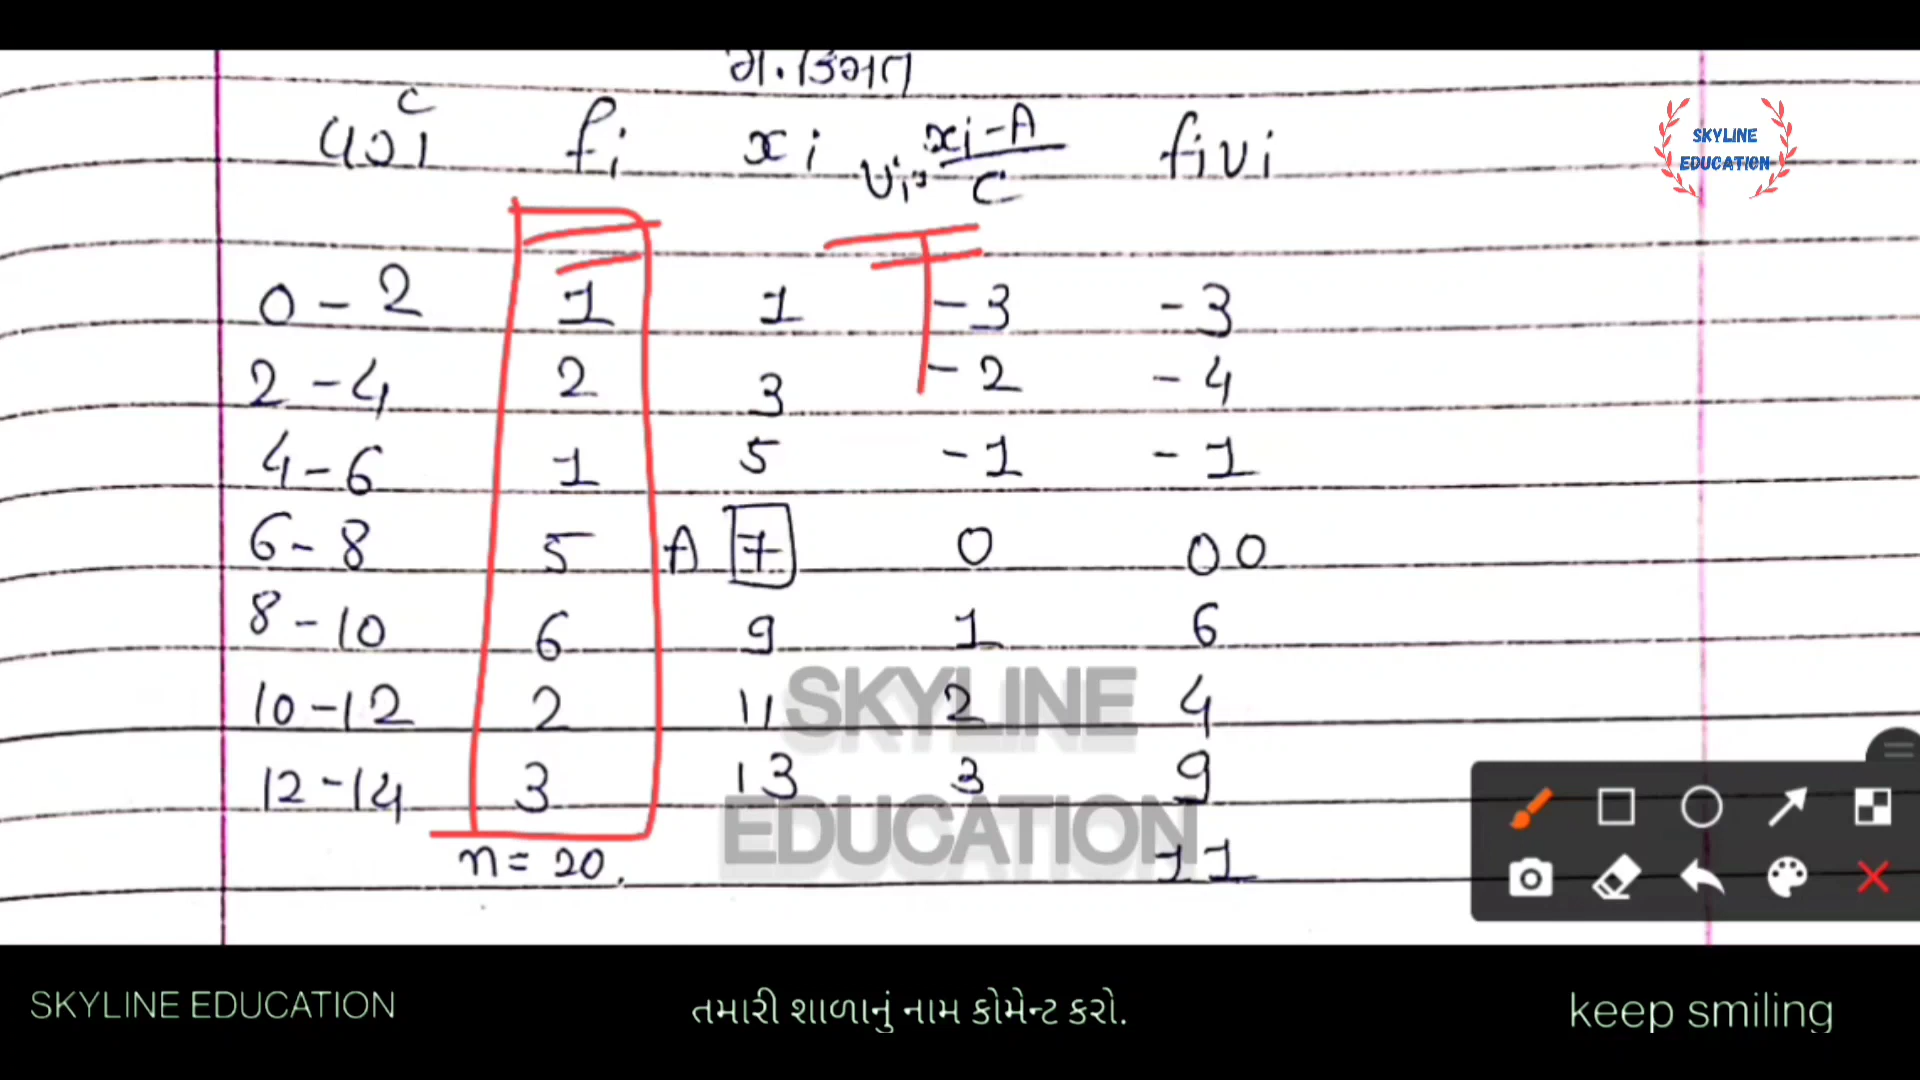 મ. કિંમત
વર્ગ c fi xi ui = xi-A / C fiui
SKYLINE EDUCATION
0-2 1 1 -3 -3
2-4 2 3 -2 -4
4-6 1 5 -1 -1
6-8 5 A 7 0 00
8-10 6 9 1 6
10-12 2 11 2 4
12-14 3 13 3 9
n = 20. 11
SKYLINE
EDUCATION
SKYLINE EDUCATION
તમારી શાળાનું નામ કોમેન્ટ કરો.
keep smiling